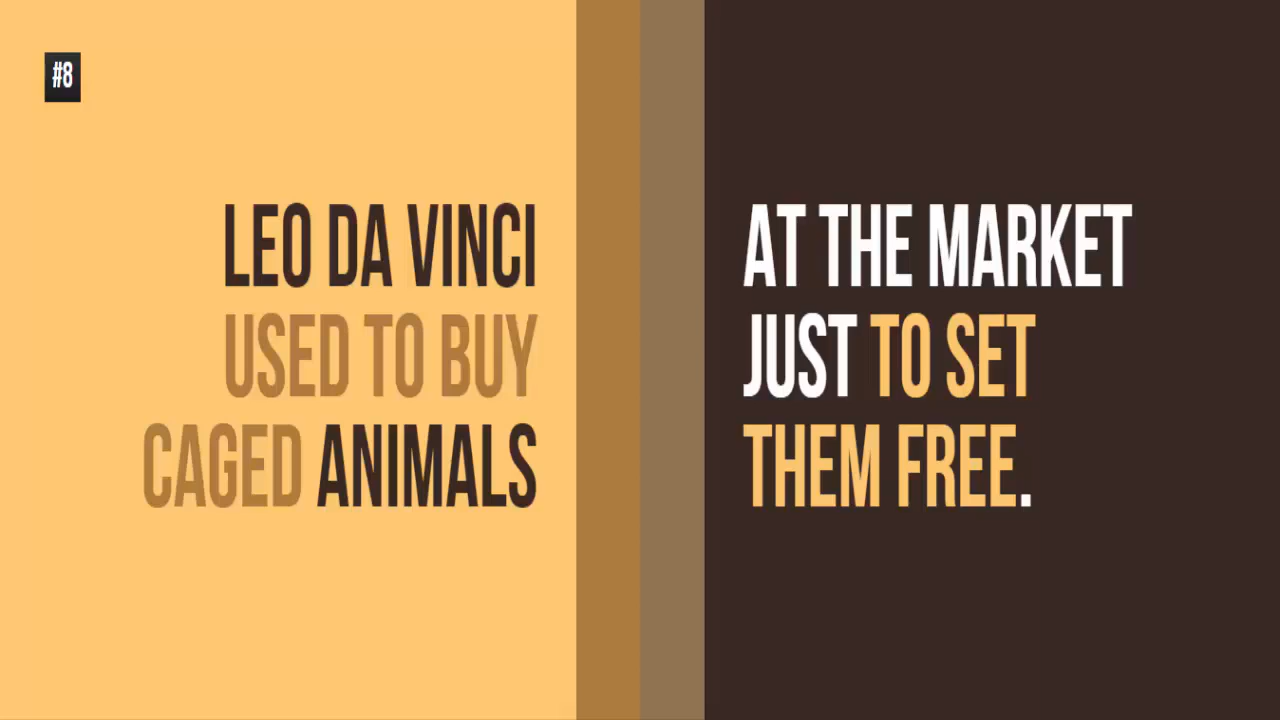 #8
LEO DA VINCI
USED TO BUY
CAGED ANIMALS
AT THE MARKET
JUST TO SET
THEM FREE.